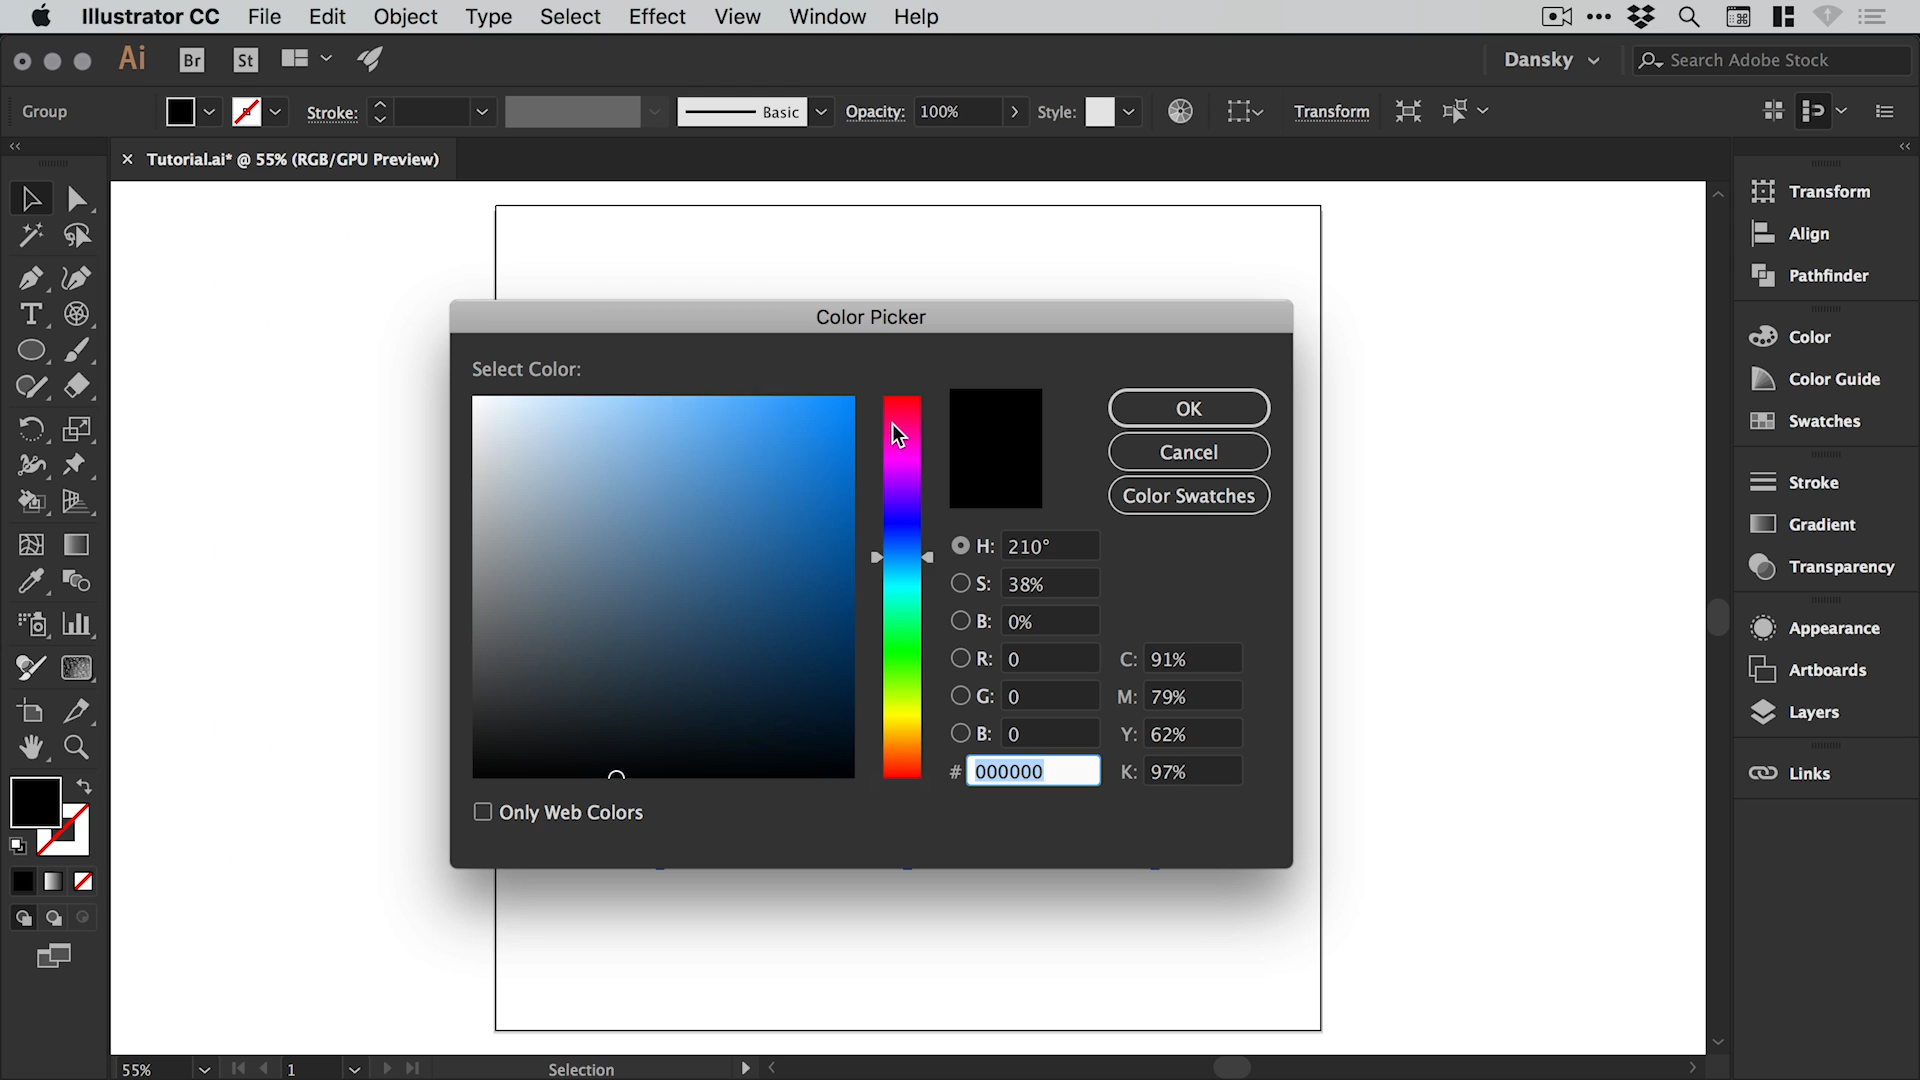 Illustrator CC File Edit Object Type Select Effect View Window Help
Ai Br St Dansky Search Adobe Stock
Group Stroke: Basic Opacity: 100% Style: Transform
× Tutorial.ai* @ 55% (RGB/GPU Preview)
Color Picker
Select Color:
OK
Cancel
Color Swatches
H: 210°
S: 38%
B: 0%
R: 0 C: 91%
G: 0 M: 79%
B: 0 Y: 62%
# 000000 K: 97%
Only Web Colors
Transform
Align
Pathfinder
Color
Color Guide
Swatches
Stroke
Gradient
Transparency
Appearance
Artboards
Layers
Links
55% 1 Selection